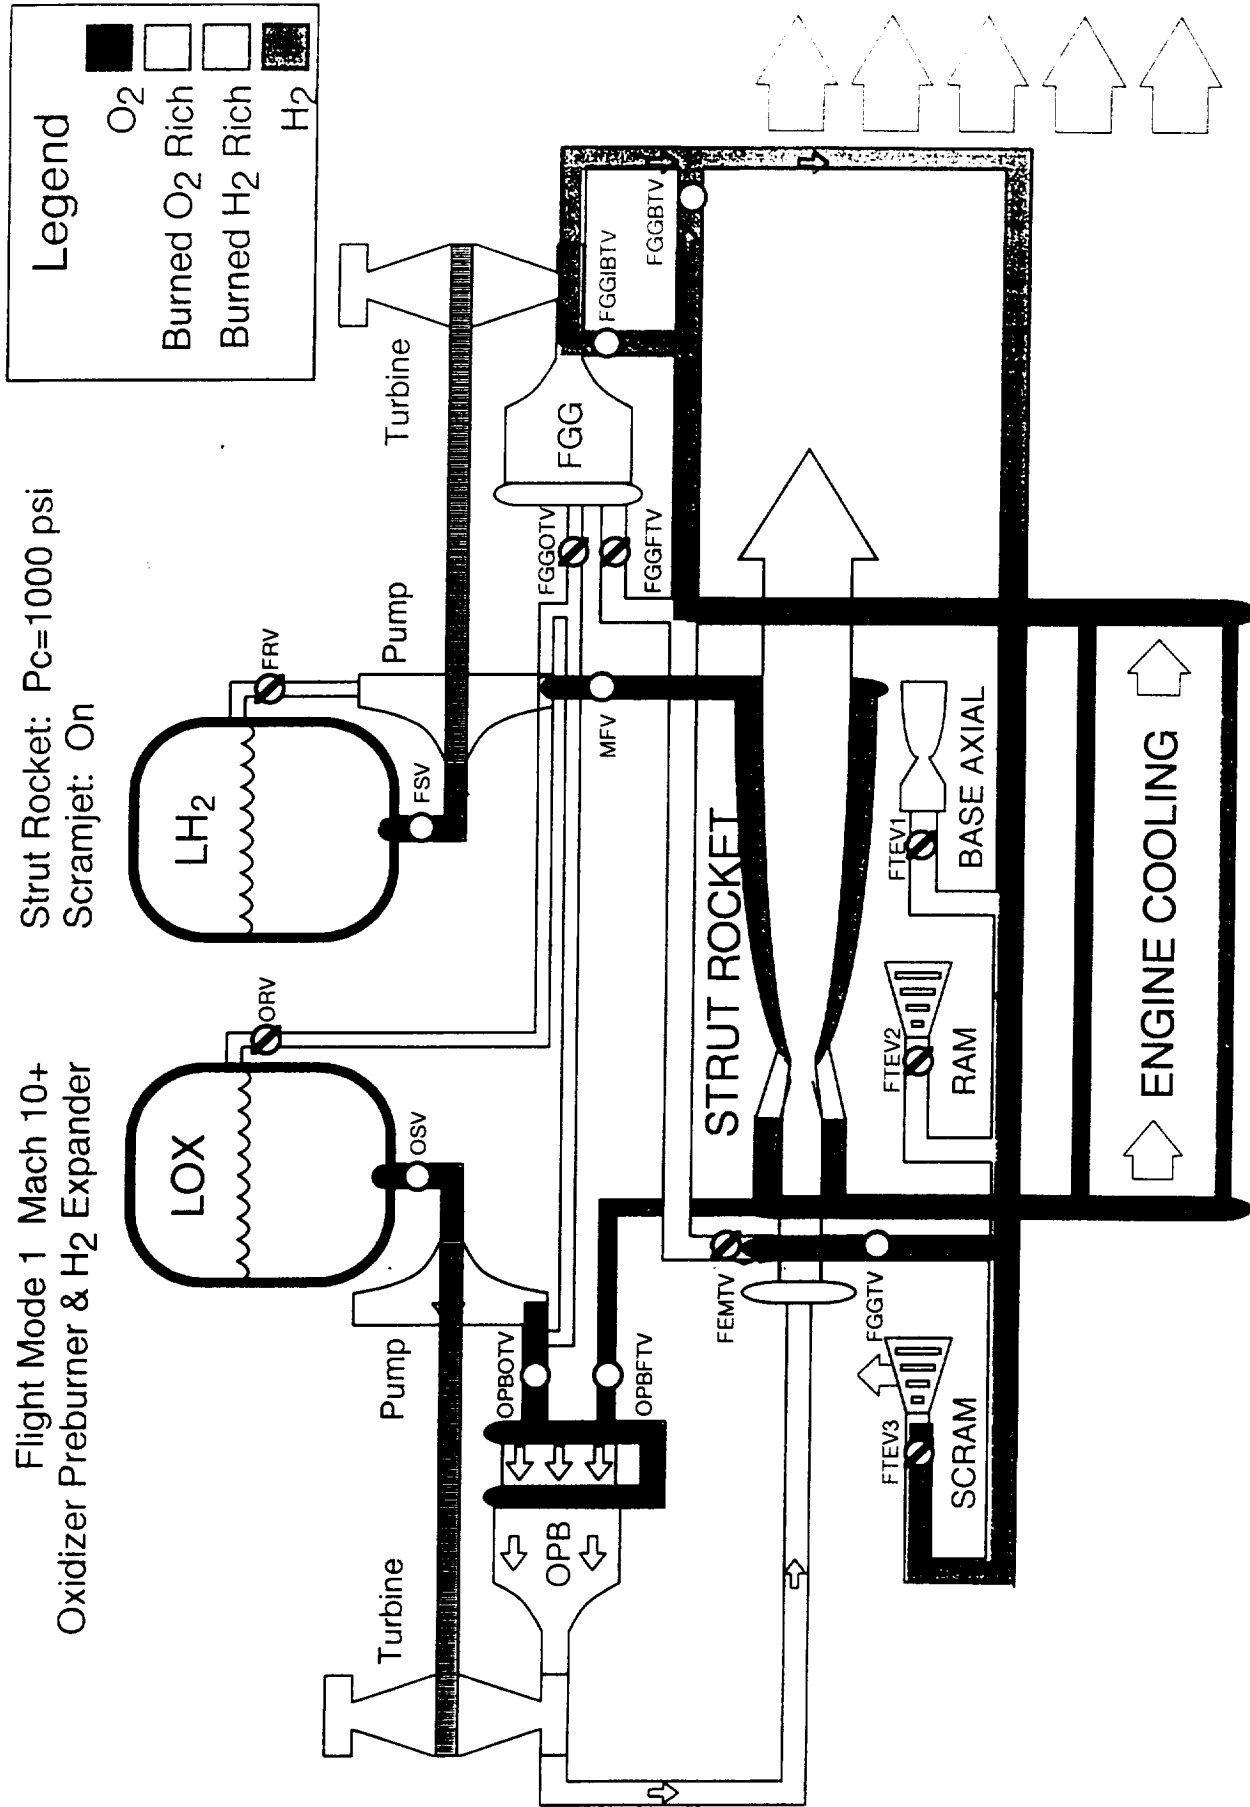 Flight Mode 1  Mach 10+
Oxidizer Preburner & H2 Expander
Strut Rocket:  Pc=1000 psi
Scramjet:  On
Legend
O2
Burned O2 Rich
Burned H2 Rich
H2
LOX
LH2
ORV
FRV
OSV
FSV
Turbine
Pump
Pump
Turbine
OPBOTV
FGGOTV
OPB
FGG
OPBFTV
MFV
FGGFTV
FGGIBTV
FGGBTV
STRUT ROCKET
FEMTV
FGGTV
FTEV3
FTEV2
FTEV1
SCRAM
RAM
BASE AXIAL
ENGINE COOLING